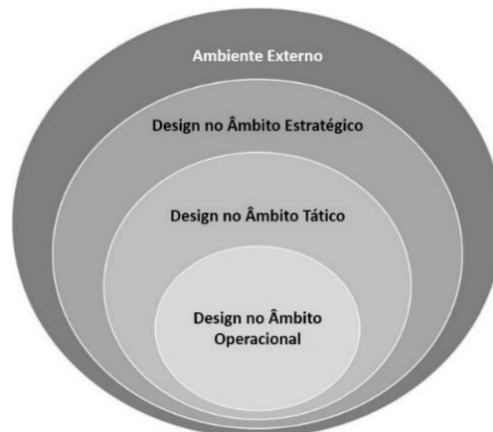 Ambiente Externo
Design no Âmbito Estratégico
Design no Âmbito Tático
Design no Âmbito
Operacional